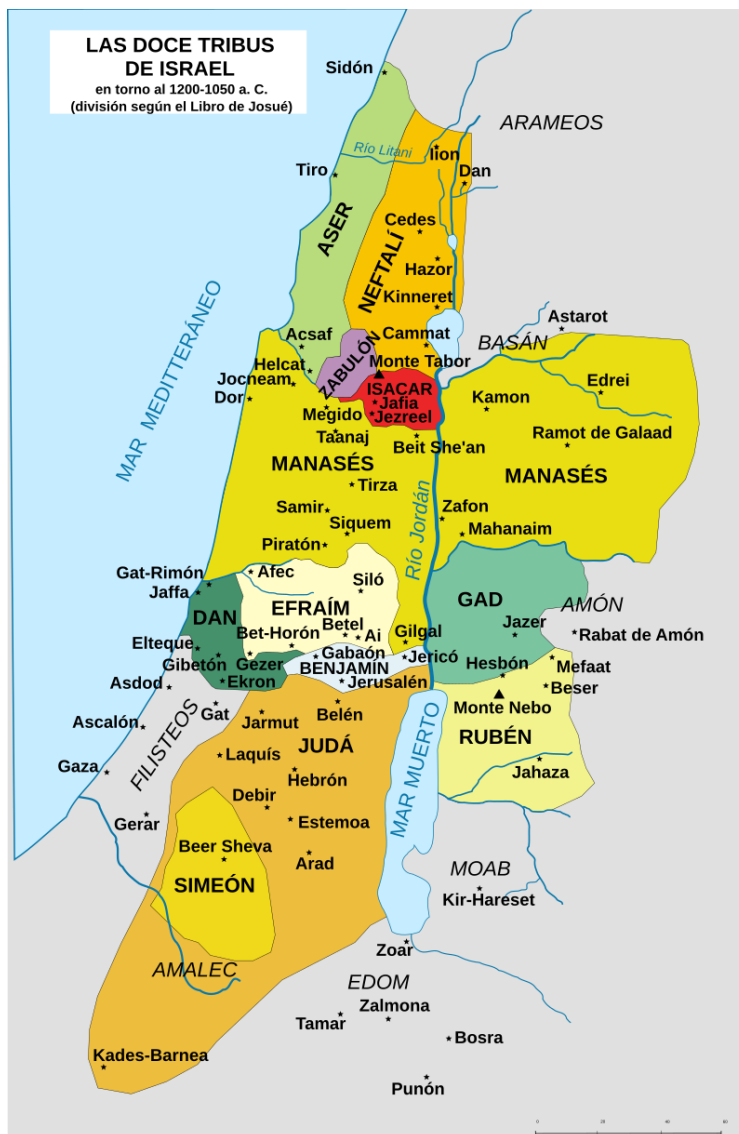 LAS DOCE TRIBUS
DE ISRAEL
en torno al 1200-1050 a. C.
(división según el Libro de Josué)
Sidón
ARAMEOS
Río Litani
Iion
Tiro
Dan
ASER
Cedes
NEFTALÍ
Hazor
MAR MEDITTERÁNEO
Kinneret
Astarot
Acsaf
Cammat
BASÁN
ZABULÓN
Monte Tabor
Helcat
Jocneam
ISACAR
Edrei
Dor
Jafia
Kamon
Megido
Jezreel
Taanaj
Beit She'an
Ramot de Galaad
MANASÉS
MANASÉS
Tirza
Río Jordán
Samir
Zafon
Siquem
Mahanaim
Piratón
Gat-Rimón
Afec
Jaffa
Siló
GAD
EFRAÍM
AMÓN
DAN
Betel
Jazer
Bet-Horón
Ai
Gilgal
Rabat de Amón
Elteque
Gabaón
Jericó
Gibetón
Gezer
BENJAMÍN
Hesbón
Mefaat
Asdod
Ekron
Jerusalén
Beser
Gat
Belén
Monte Nebo
Ascalón
Jarmut
FILISTEOS
JUDÁ
RUBÉN
Laquís
MAR MUERTO
Gaza
Hebrón
Jahaza
Debir
Gerar
Estemoa
Beer Sheva
Arad
MOAB
SIMEÓN
Kir-Hareset
Zoar
AMALEC
EDOM
Zalmona
Tamar
Bosra
Kades-Barnea
Punón
0 20 40 60